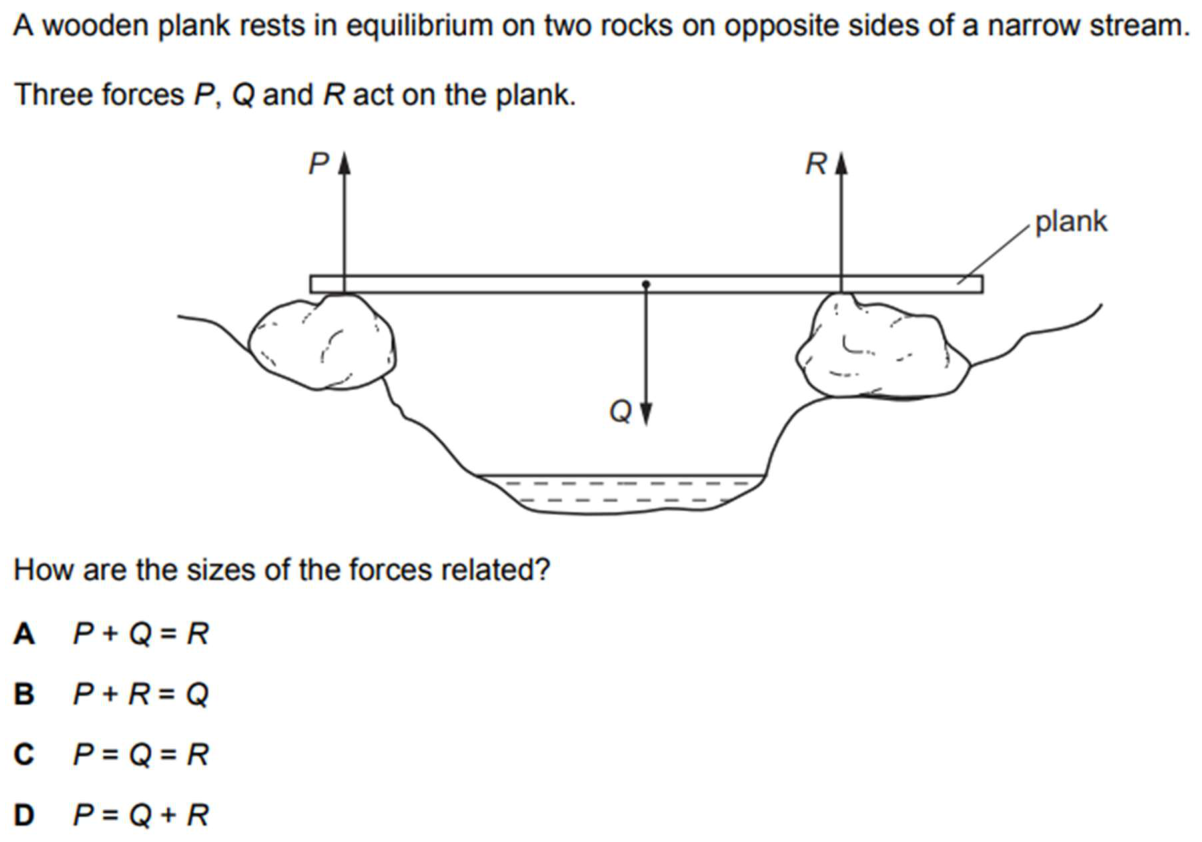 A wooden plank rests in equilibrium on two rocks on opposite sides of a narrow stream.
Three forces P, Q and R act on the plank.
P
R
plank
Q
How are the sizes of the forces related?
A P + Q = R
B P + R = Q
C P = Q = R
D P = Q + R